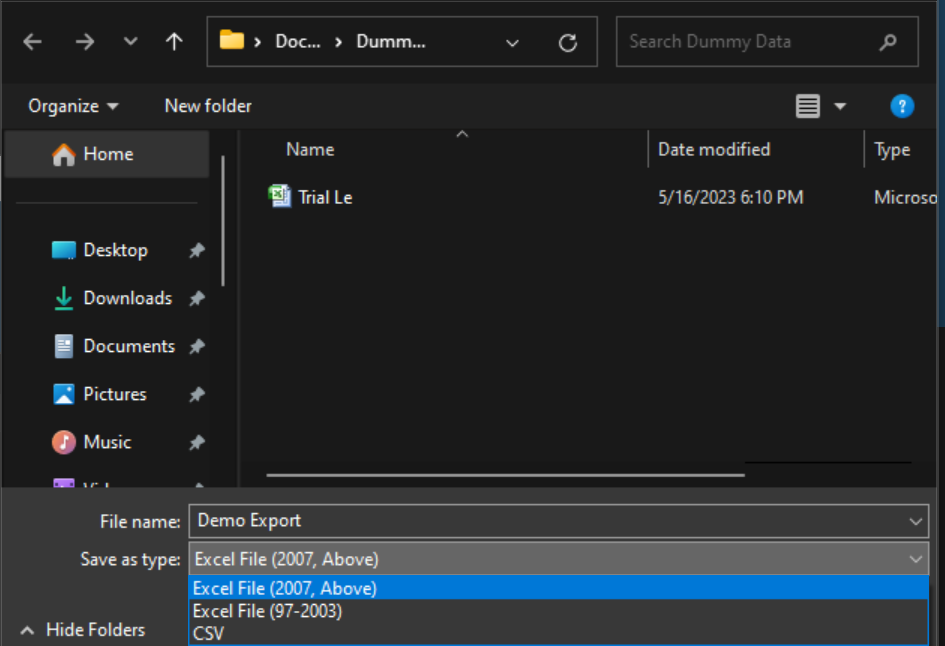 Doc... > Dumm...
Search Dummy Data
Organize
New folder
Home
Desktop
Downloads
Documents
Pictures
Music
Name
Date modified
Type
Trial Le
5/16/2023 6:10 PM
Microso
File name:
Demo Export
Save as type:
Excel File (2007, Above)
Excel File (2007, Above)
Excel File (97-2003)
CSV
Hide Folders